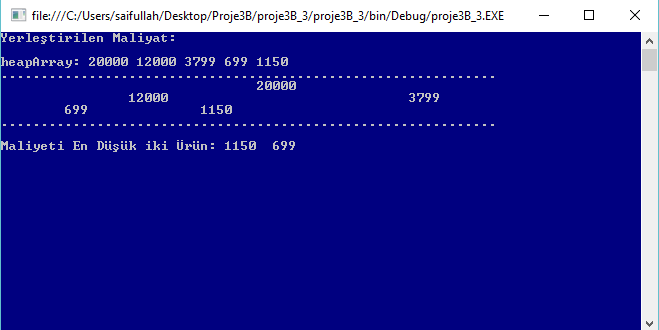 file:///C:/Users/saifullah/Desktop/Proje3B/proje3B_3/proje3B_3/bin/Debug/proje3B_3.EXE
Yerleştirilen Maliyat:
heapArray: 20000 12000 3799 699 1150
--------------------------------------------------------------
20000
12000 3799
699 1150
--------------------------------------------------------------
Maliyeti En Düşük iki Ürün: 1150 699